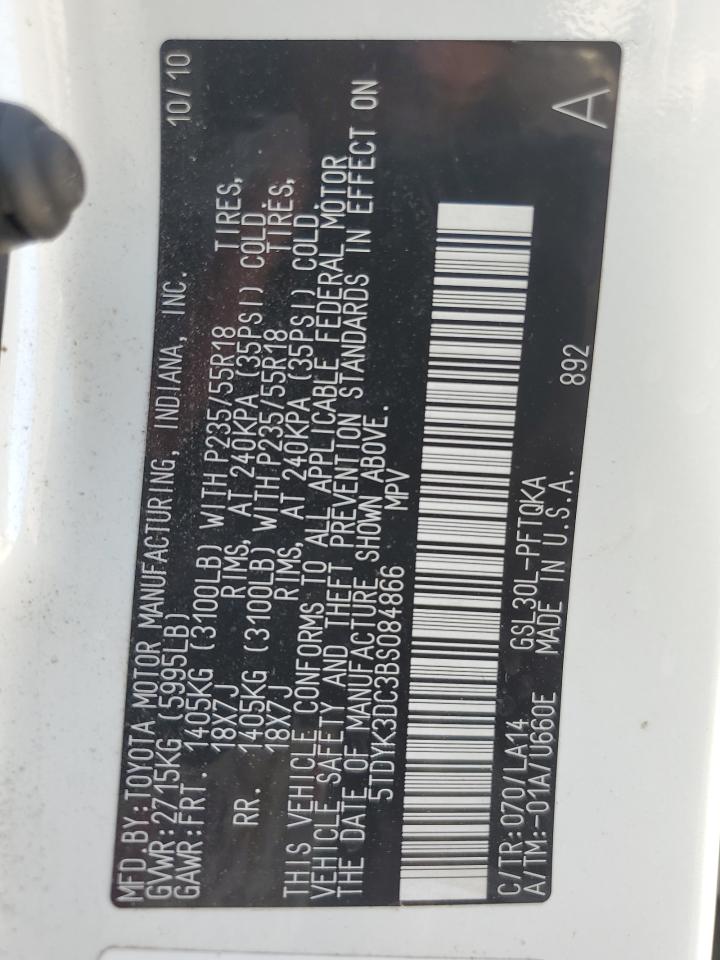 MFD.BY:TOYOTA MOTOR MANUFACTURING, INDIANA, INC. 10/10
GVWR:2715KG (5995LB)
GAWR:FRT. 1405KG (3100LB) WITH P235/55R18 TIRES,
18X7J RIMS, AT 240KPA (35PSI) COLD
RR. 1405KG (3100LB) WITH P235/55R18 TIRES,
18X7J RIMS, AT 240KPA (35PSI) COLD.
THIS VEHICLE CONFORMS TO ALL APPLICABLE FEDERAL MOTOR
VEHICLE SAFETY AND THEFT PREVENTION STANDARDS IN EFFECT ON
THE DATE OF MANUFACTURE SHOWN ABOVE.
5TDYK3DC3BS084866 MPV
C/TR:070/LA14 GSL30L-PFTQKA 892 A
A/TM:-01A/U660E MADE IN U.S.A.